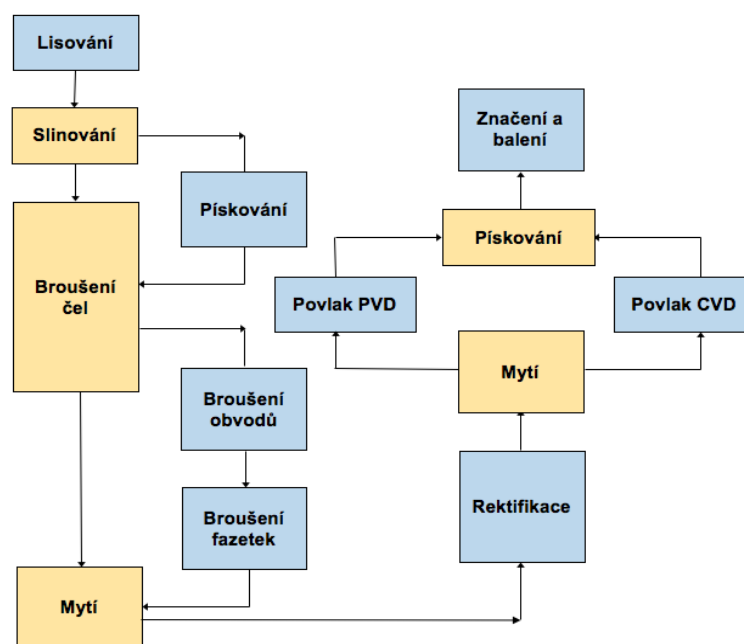 Lisování
Slinování
Pískování
Broušení
čel
Broušení
obvodů
Broušení
fazetek
Mytí
Rektifikace
Mytí
Povlak PVD
Povlak CVD
Pískování
Značení a
balení